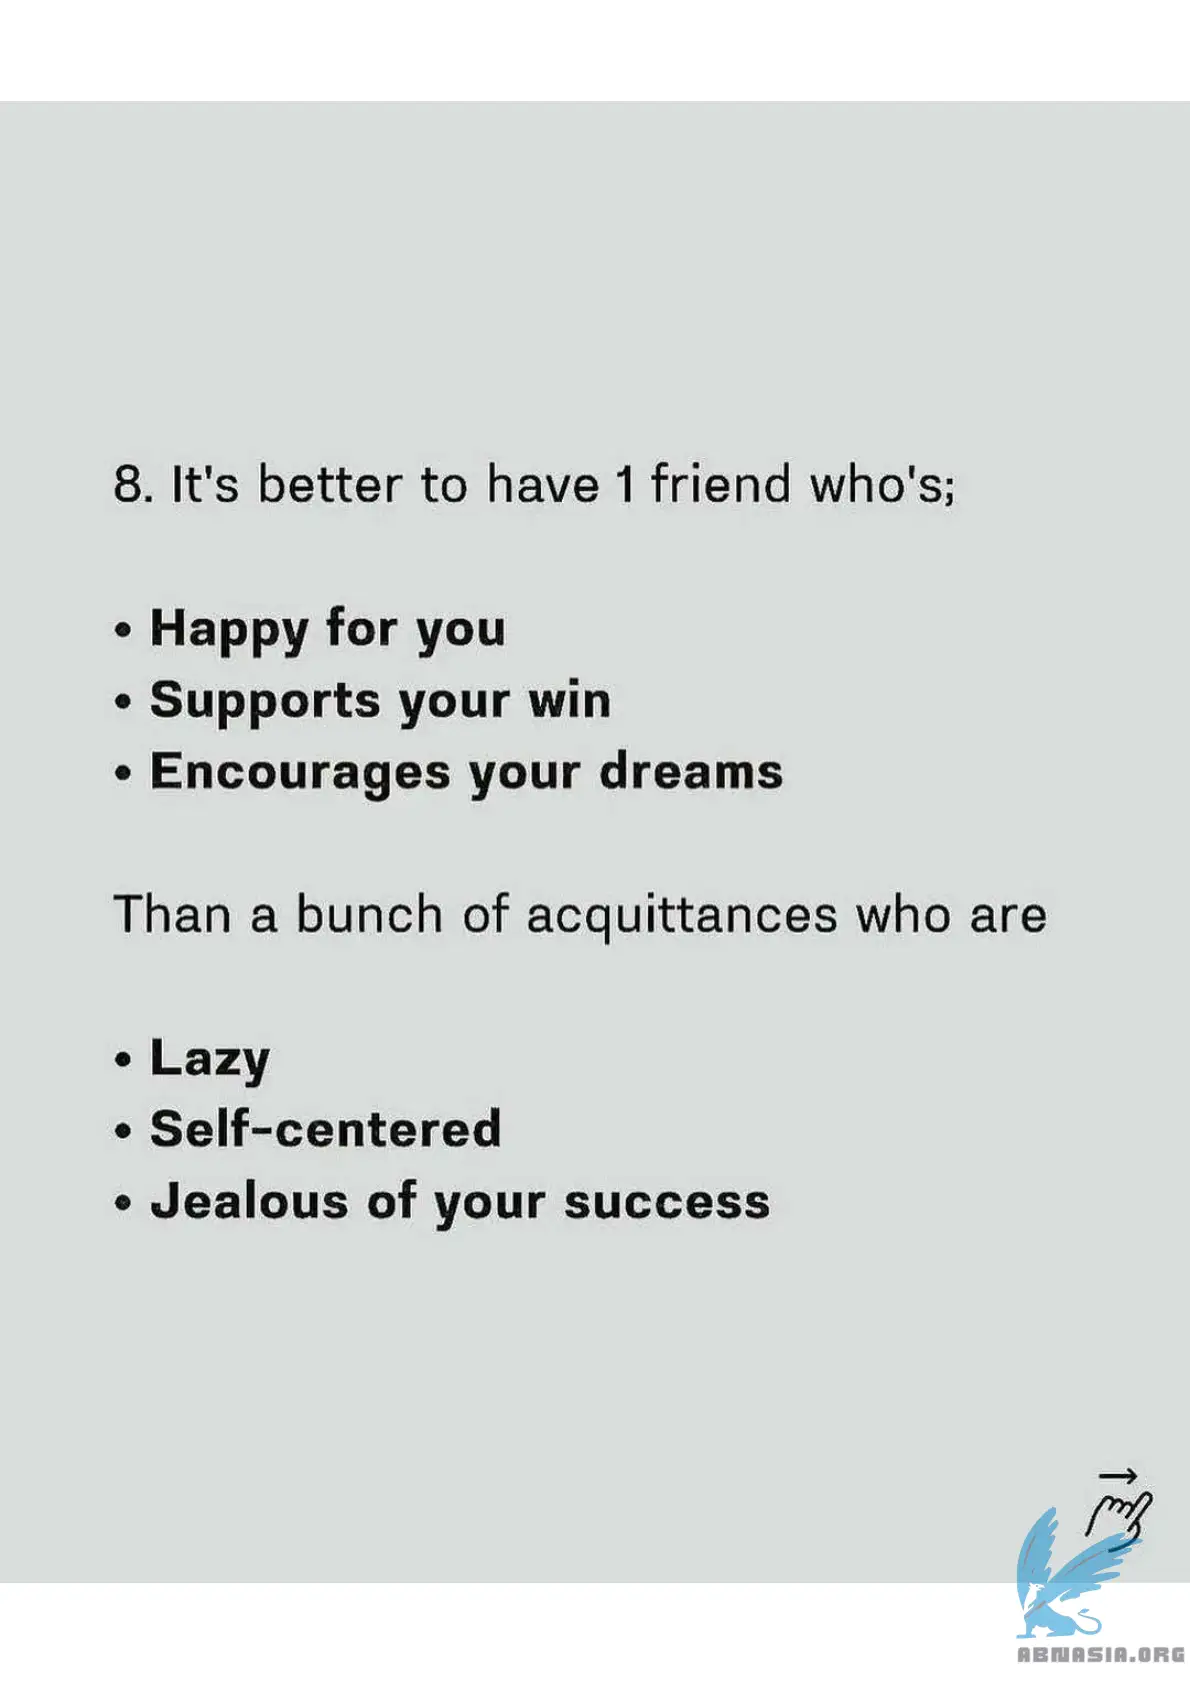 8. It's better to have 1 friend who's;
• Happy for you
• Supports your win
• Encourages your dreams
Than a bunch of acquittances who are
• Lazy
• Self-centered
• Jealous of your success
ABNASIA.ORG